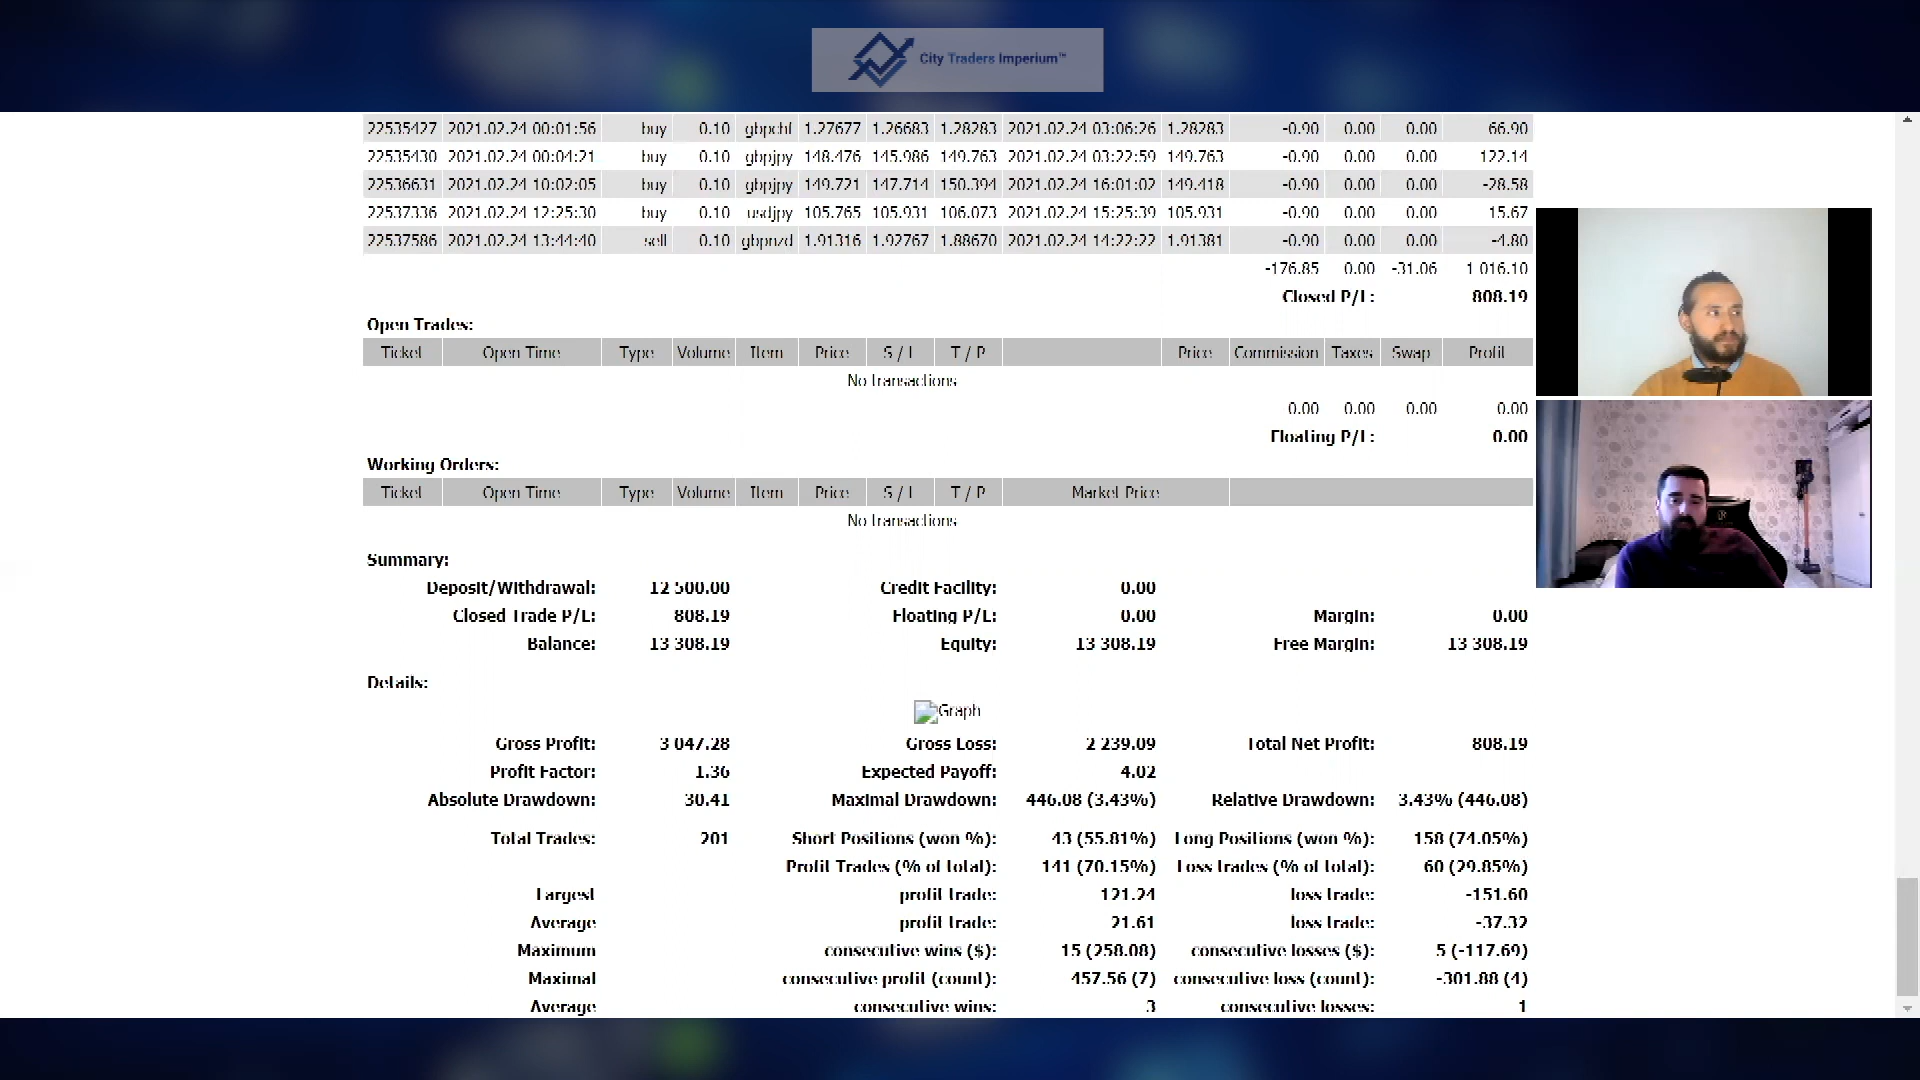 City Traders Imperium™
22535427 2021.02.24 00:01:56 buy 0.10 gbpchf 1.27677 1.26683 1.28283 2021.02.24 03:06:26 1.28283 -0.90 0.00 0.00 66.90
22535430 2021.02.24 00:04:21 buy 0.10 gbpjpy 148.476 145.986 149.763 2021.02.24 03:22:59 149.763 -0.90 0.00 0.00 122.14
22536631 2021.02.24 10:02:05 buy 0.10 gbpjpy 149.721 147.714 150.394 2021.02.24 16:01:02 149.418 -0.90 0.00 0.00 -28.58
22537336 2021.02.24 12:25:30 buy 0.10 usdjpy 105.765 105.931 106.073 2021.02.24 15:25:39 105.931 -0.90 0.00 0.00 15.67
22537586 2021.02.24 13:44:40 sell 0.10 gbpnzd 1.91316 1.92767 1.88670 2021.02.24 14:22:22 1.91381 -0.90 0.00 0.00 -4.80
-176.85 0.00 -31.06 1 016.10
Closed P/L: 808.19
Open Trades:
Ticket Open Time Type Volume Item Price S / L T / P Price Commission Taxes Swap Profit
No transactions
0.00 0.00 0.00 0.00
Floating P/L: 0.00
Working Orders:
Ticket Open Time Type Volume Item Price S / L T / P Market Price
No transactions
Summary:
Deposit/Withdrawal: 12 500.00 Credit Facility: 0.00
Closed Trade P/L: 808.19 Floating P/L: 0.00 Margin: 0.00
Balance: 13 308.19 Equity: 13 308.19 Free Margin: 13 308.19
Details:
Graph
Gross Profit: 3 047.28 Gross Loss: 2 239.09 Total Net Profit: 808.19
Profit Factor: 1.36 Expected Payoff: 4.02
Absolute Drawdown: 30.41 Maximal Drawdown: 446.08 (3.43%) Relative Drawdown: 3.43% (446.08)
Total Trades: 201 Short Positions (won %): 43 (55.81%) Long Positions (won %): 158 (74.05%)
Profit Trades (% of total): 141 (70.15%) Loss trades (% of total): 60 (29.85%)
Largest profit trade: 121.24 loss trade: -151.60
Average profit trade: 21.61 loss trade: -37.32
Maximum consecutive wins ($): 15 (258.08) consecutive losses ($): 5 (-117.69)
Maximal consecutive profit (count): 457.56 (7) consecutive loss (count): -301.88 (4)
Average consecutive wins: 3 consecutive losses: 1